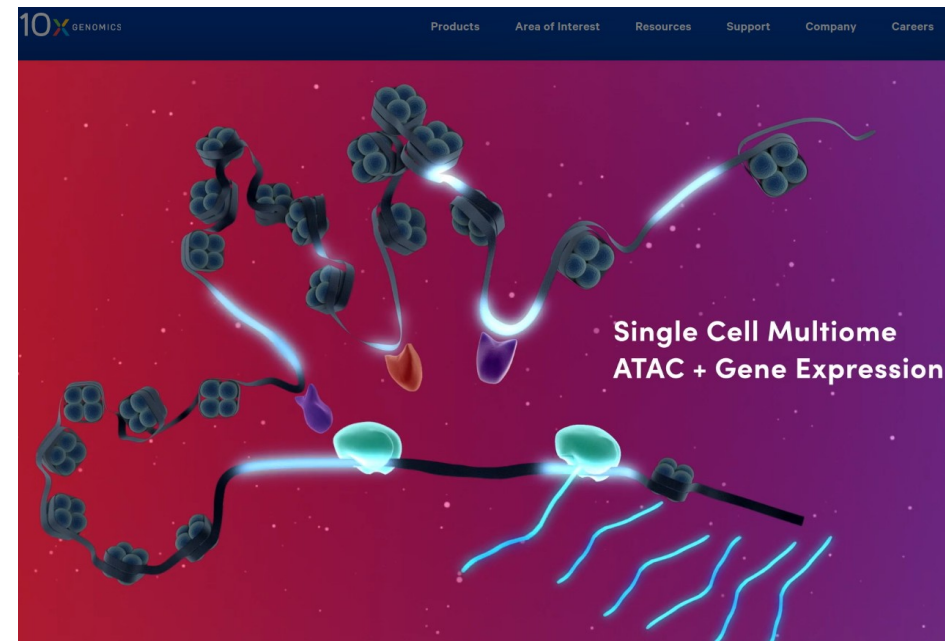 10X GENOMICS
Products Area of Interest Resources Support Company Careers
Single Cell Multiome
ATAC + Gene Expression